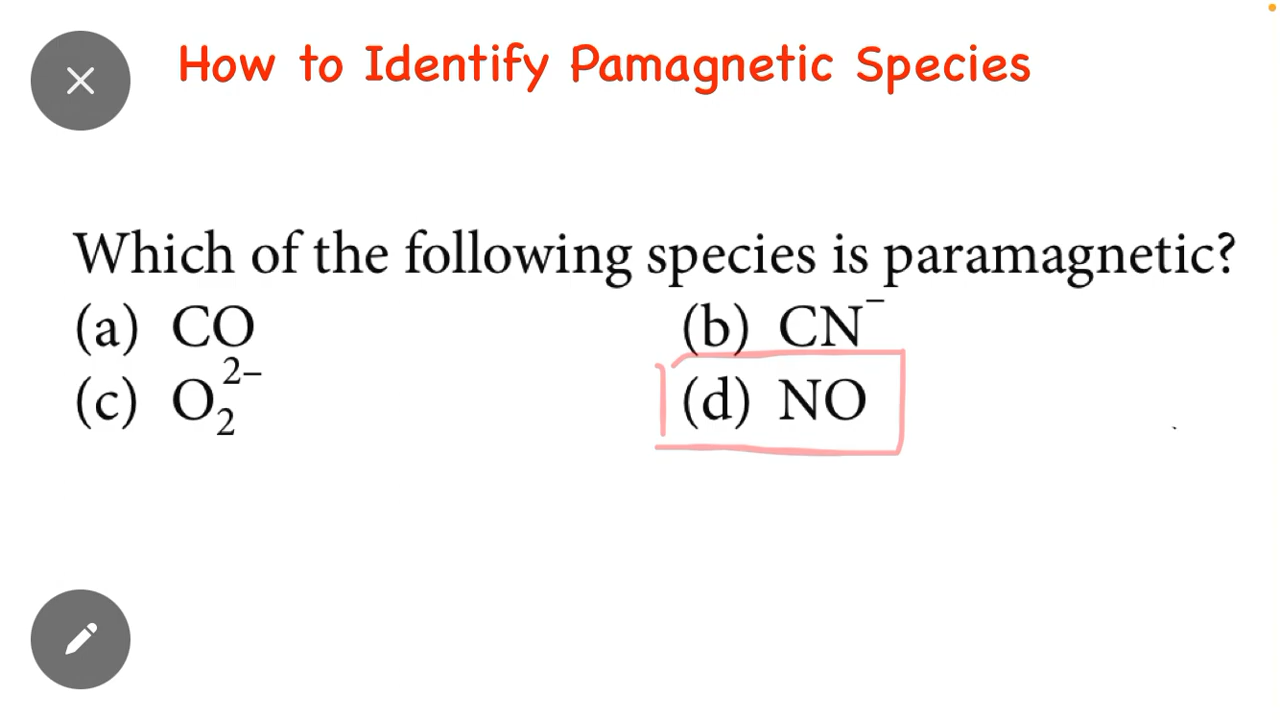 How to Identify Pamagnetic Species
Which of the following species is paramagnetic?
(a) CO (b) CN⁻
(c) O₂²⁻ (d) NO